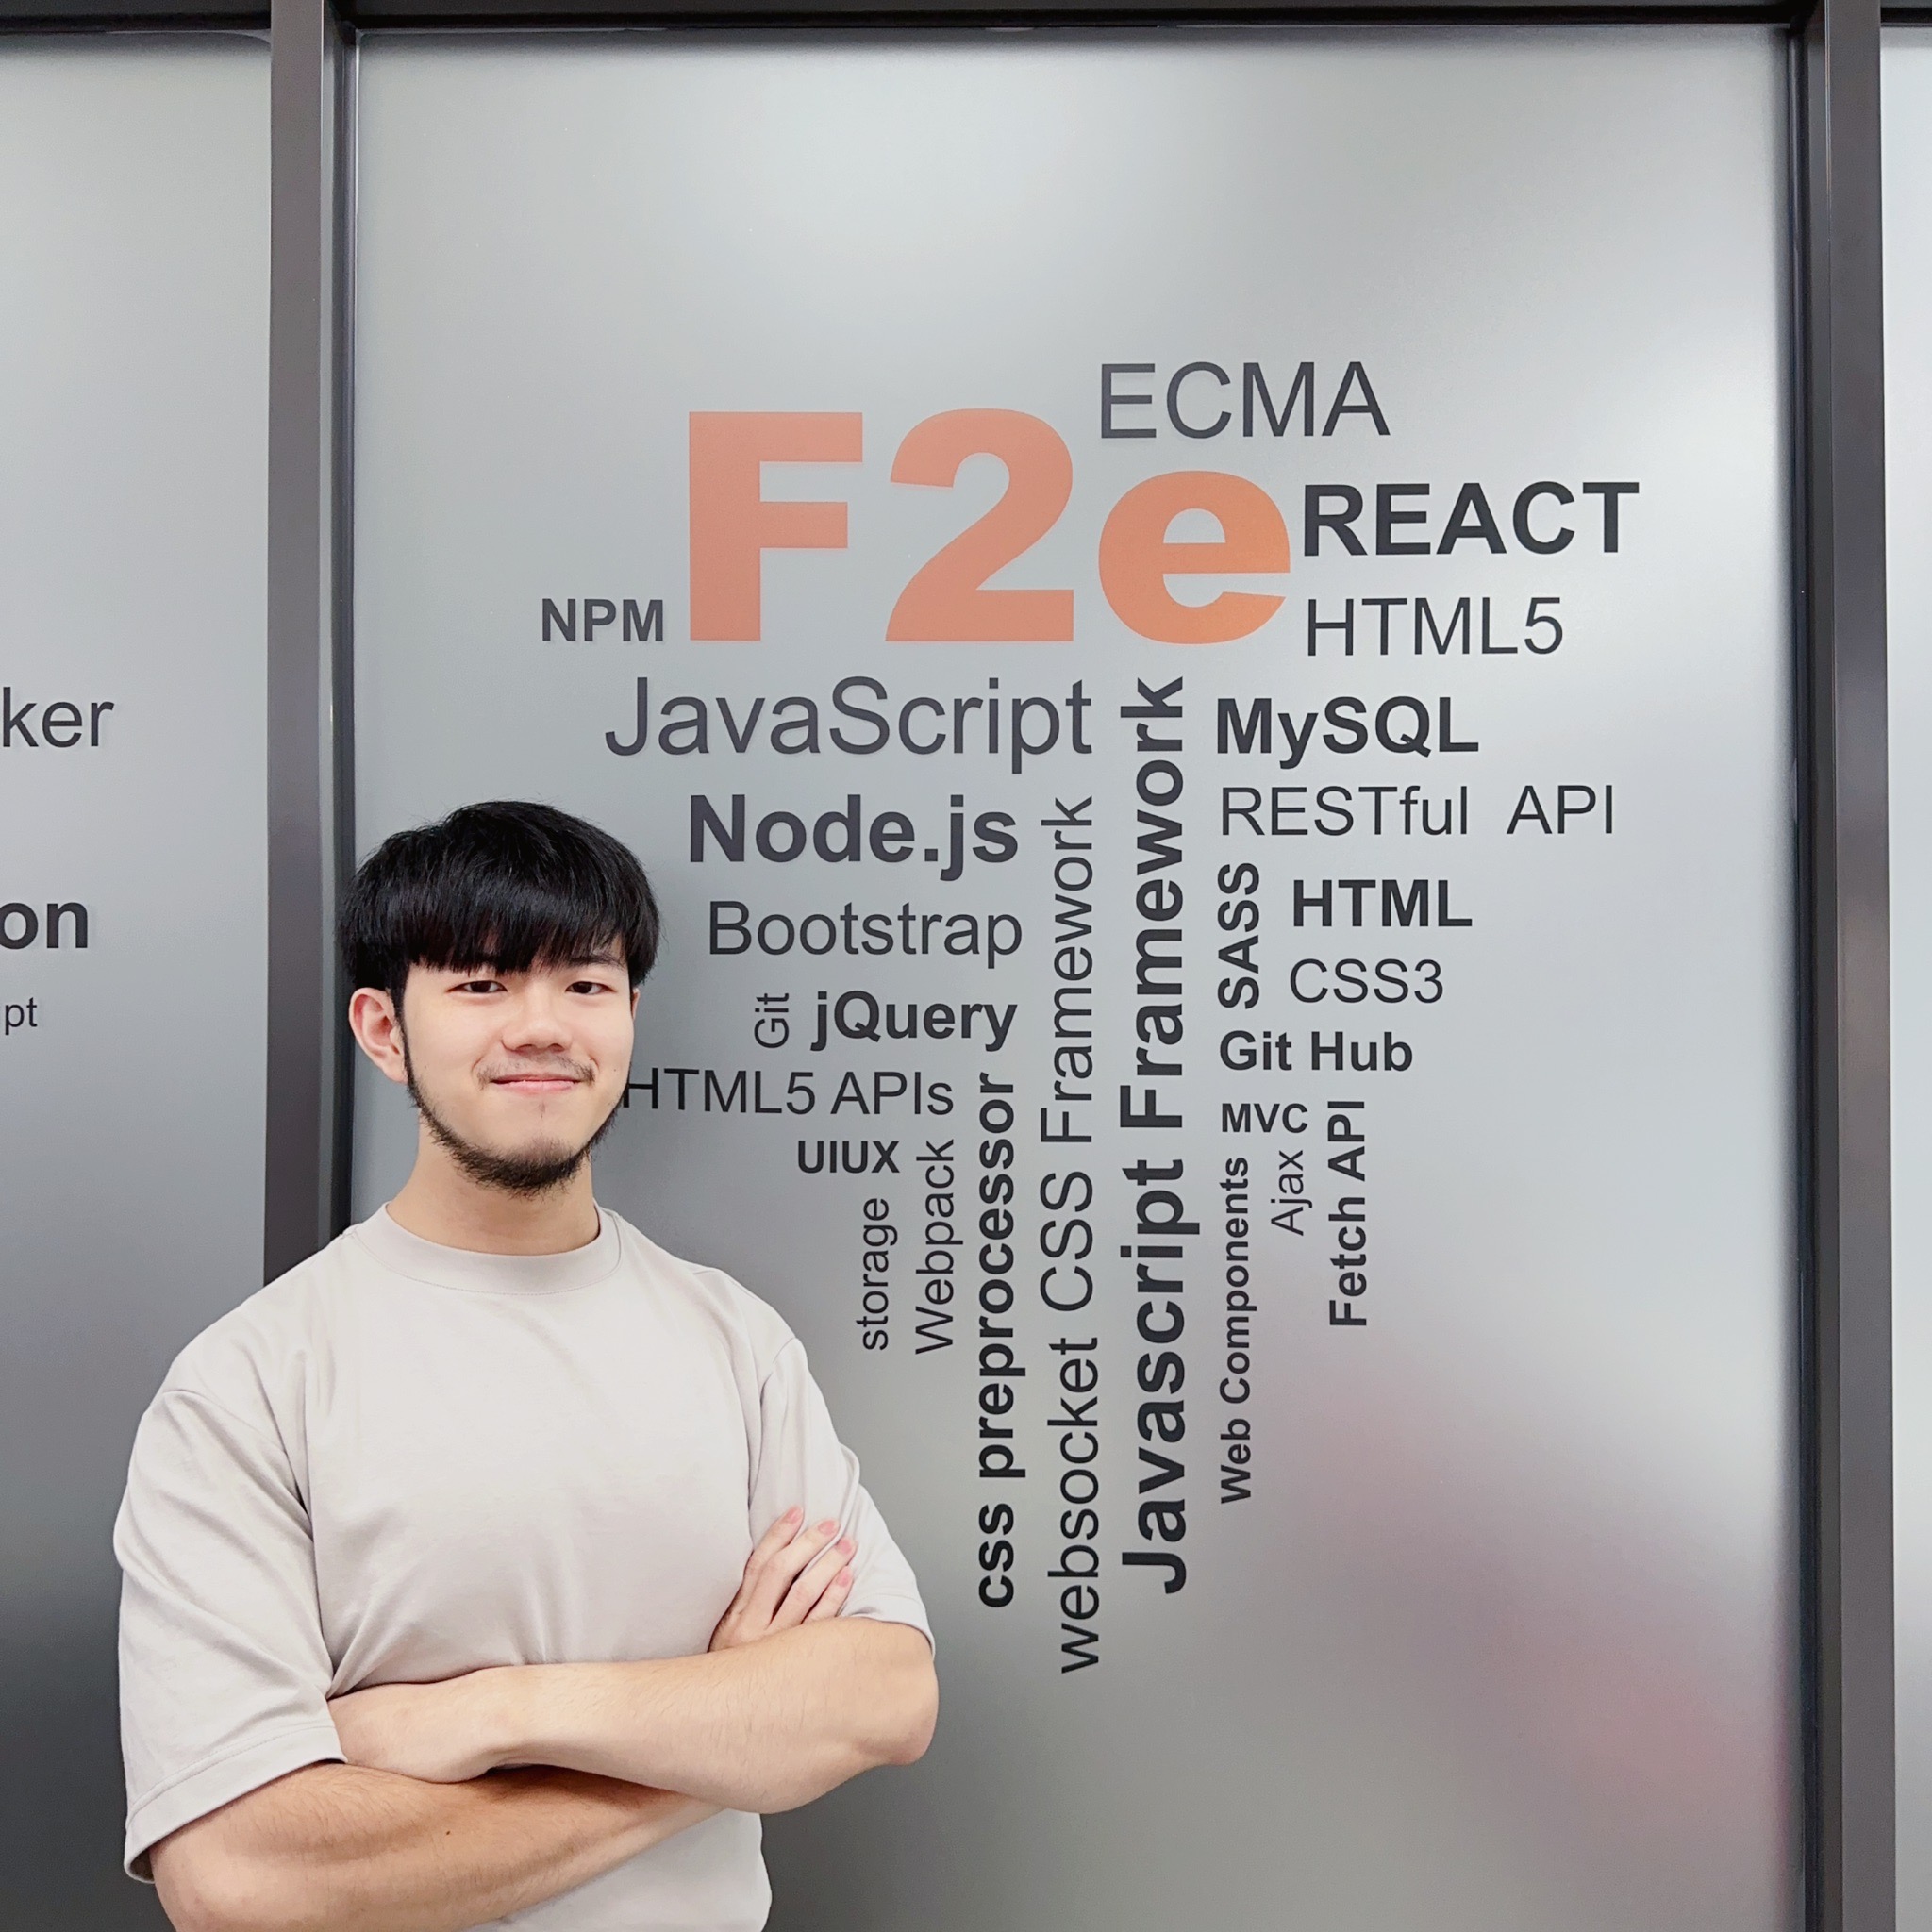 ECMA
F2e
REACT
NPM
HTML5
JavaScript
MySQL
Node.js
RESTful API
Bootstrap
SASS
HTML
CSS3
Git
jQuery
Git Hub
HTML5 APIs
MVC
UIUX
Ajax
Fetch API
storage
Webpack
css preprocessor
websocket CSS Framework
Javascript Framework
Web Components
ker
on
pt